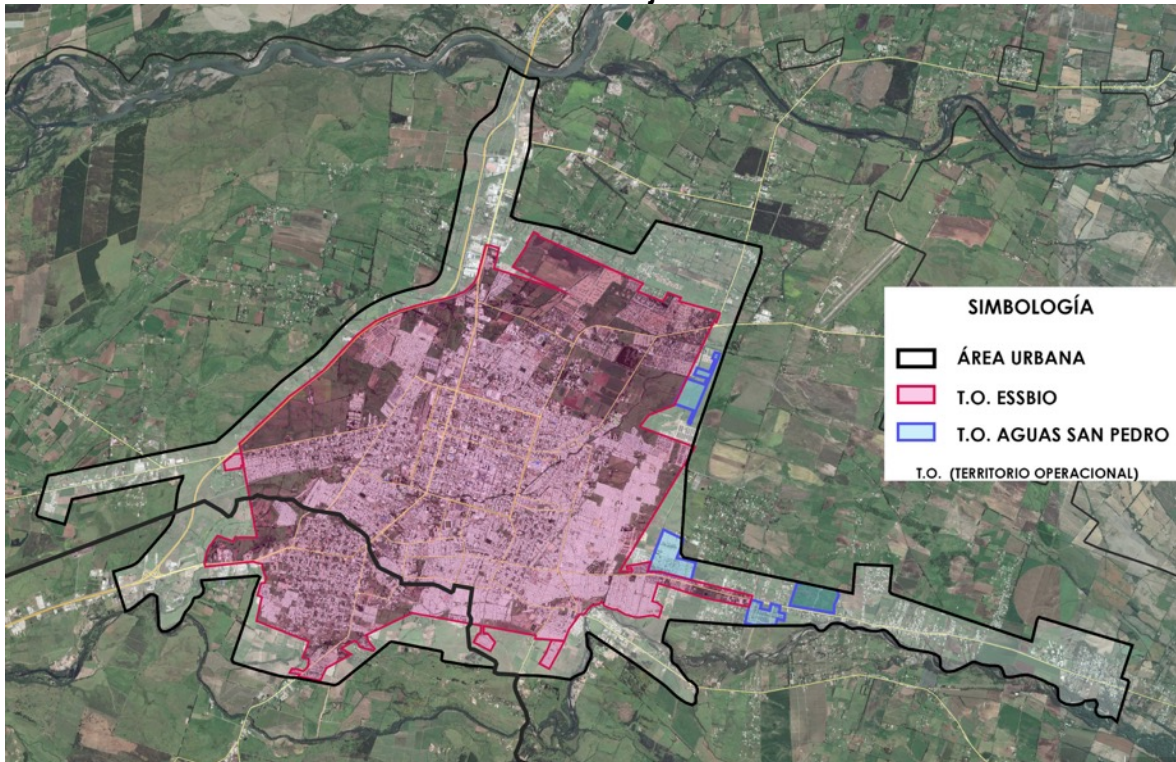 SIMBOLOGÍA
ÁREA URBANA
T.O. ESSBIO
T.O. AGUAS SAN PEDRO
T.O. (TERRITORIO OPERACIONAL)